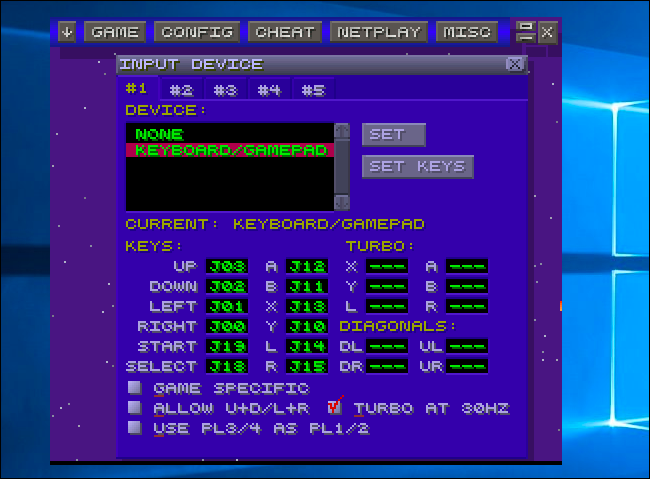 GAME CONFIG CHEAT NETPLAY MISC X
INPUT DEVICE X
#1 #2 #3 #4 #5
DEVICE:
NONE SET
KEYBOARD/GAMEPAD
SET KEYS
CURRENT: KEYBOARD/GAMEPAD
KEYS: TURBO:
UP J03 A J12 X --- A ---
DOWN J02 B J11 Y --- B ---
LEFT J01 X J13 L --- R ---
RIGHT J00 Y J10 DIAGONALS:
START J19 L J14 DL --- UL ---
SELECT J18 R J15 DR --- UR ---
GAME SPECIFIC
ALLOW U+D/L+R TURBO AT 30HZ
USE PL3/4 AS PL1/2